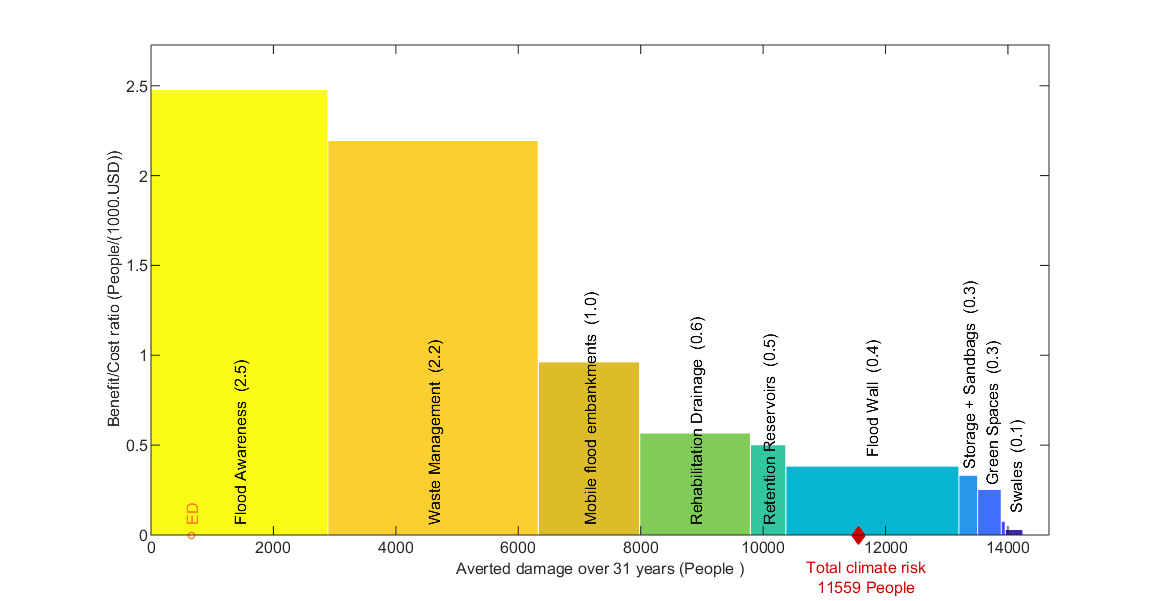 2.5
2
1.5
1
0.5
0
Benefit/Cost ratio (People/(1000.USD))
ED
Flood Awareness (2.5)
Waste Management (2.2)
Mobile flood embankments (1.0)
Rehabilitation Drainage (0.6)
Retention Reservoirs (0.5)
Flood Wall (0.4)
Storage + Sandbags (0.3)
Green Spaces (0.3)
Swales (0.1)
0 2000 4000 6000 8000 10000 12000 14000
Averted damage over 31 years (People )
Total climate risk
11559 People